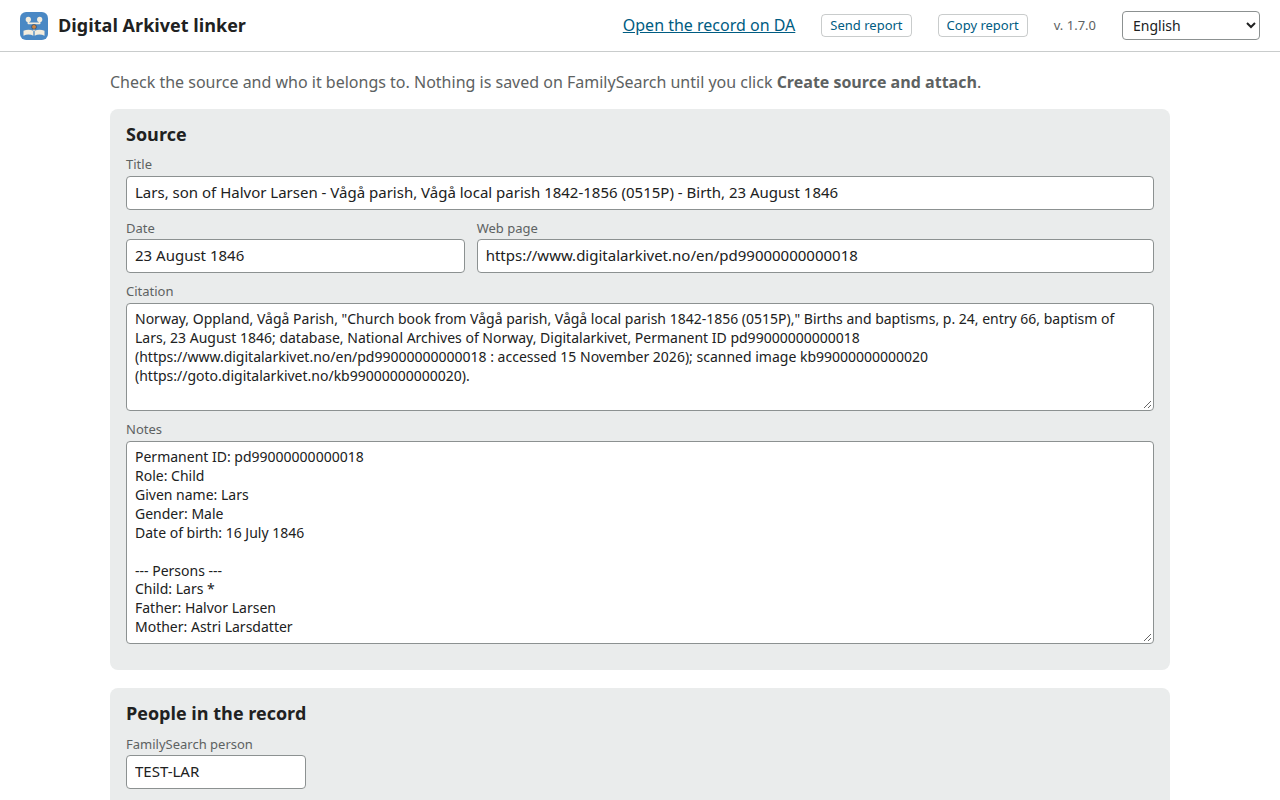 Digital Arkivet linker
Open the record on DA
Send report
Copy report
v. 1.7.0
English
Check the source and who it belongs to. Nothing is saved on FamilySearch until you click Create source and attach.
Source
Title
Lars, son of Halvor Larsen - Vågå parish, Vågå local parish 1842-1856 (0515P) - Birth, 23 August 1846
Date
Web page
23 August 1846
https://www.digitalarkivet.no/en/pd99000000000018
Citation
Norway, Oppland, Vågå Parish, "Church book from Vågå parish, Vågå local parish 1842-1856 (0515P)," Births and baptisms, p. 24, entry 66, baptism of
Lars, 23 August 1846; database, National Archives of Norway, Digitalarkivet, Permanent ID pd99000000000018
(https://www.digitalarkivet.no/en/pd99000000000018 : accessed 15 November 2026); scanned image kb99000000000020
(https://goto.digitalarkivet.no/kb99000000000020).
Notes
Permanent ID: pd99000000000018
Role: Child
Given name: Lars
Gender: Male
Date of birth: 16 July 1846
--- Persons ---
Child: Lars *
Father: Halvor Larsen
Mother: Astri Larsdatter
People in the record
FamilySearch person
TEST-LAR